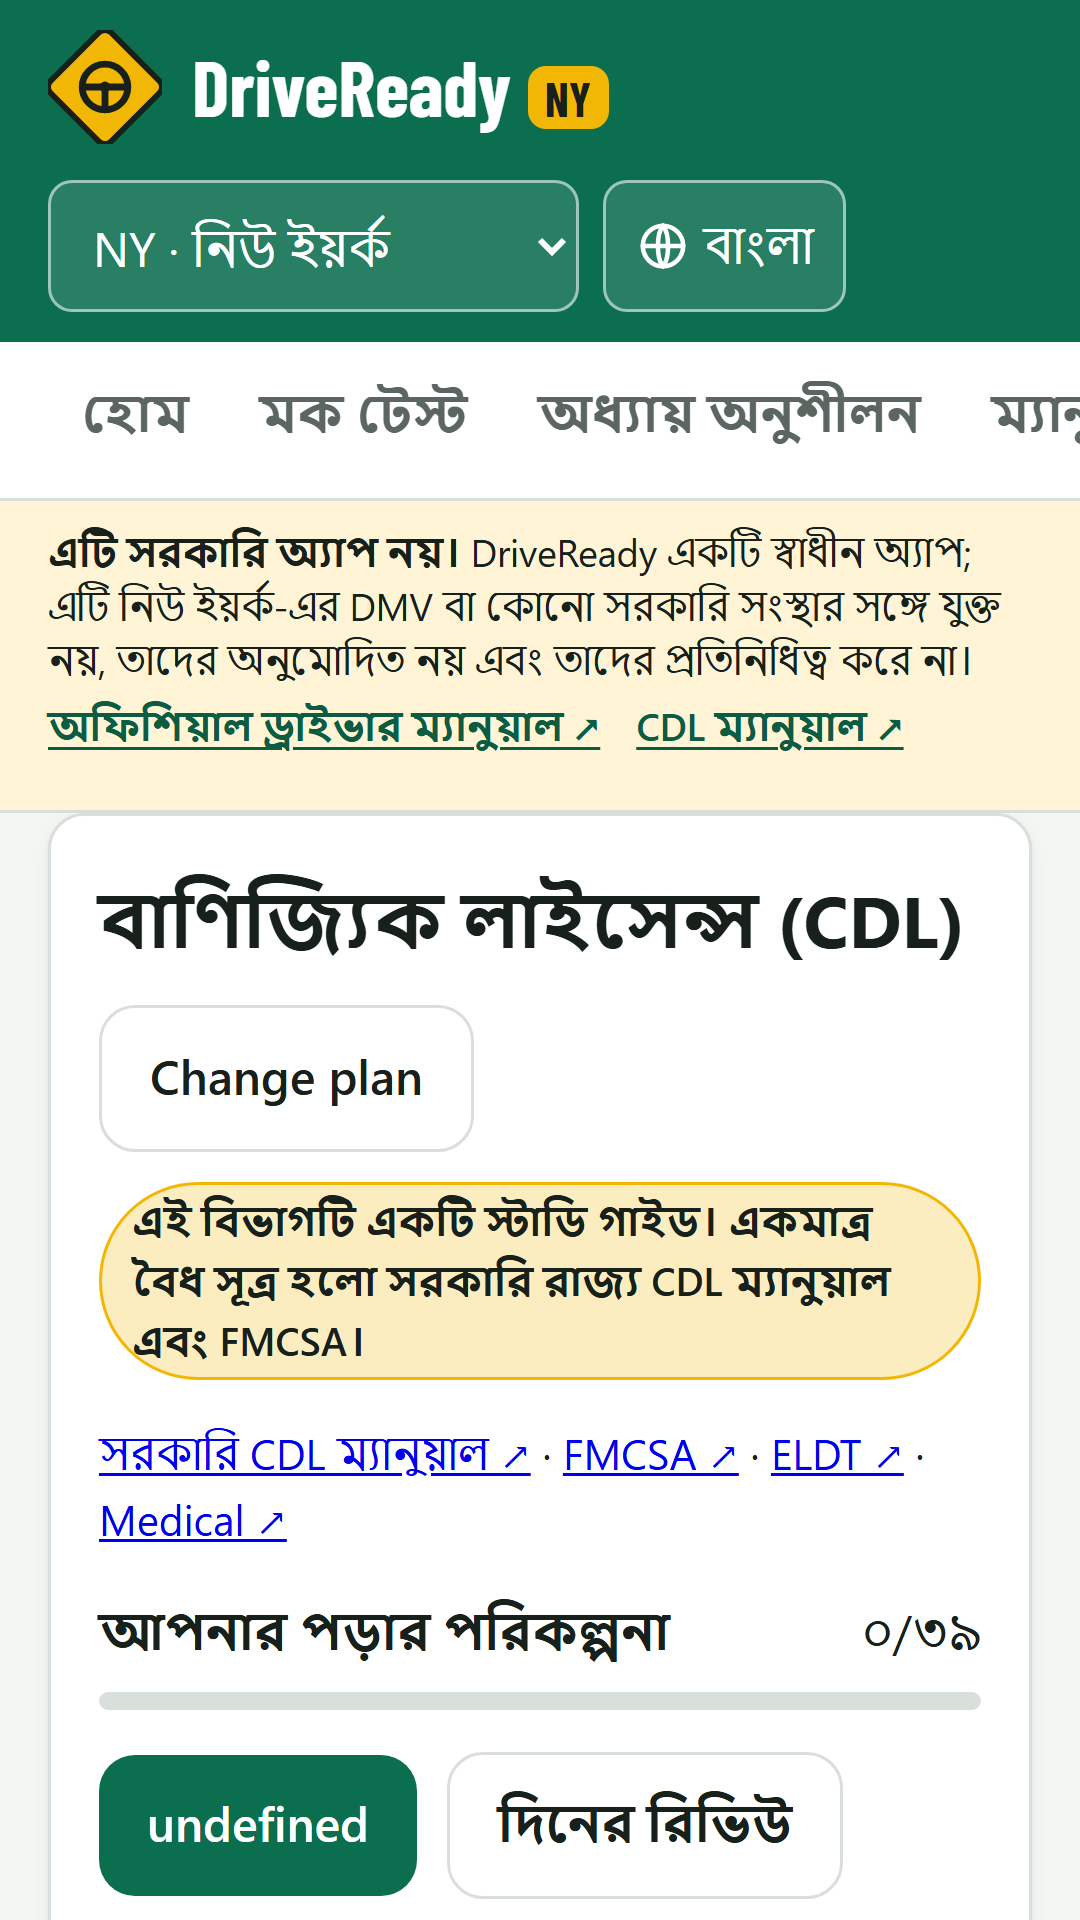 DriveReady NY
NY · নিউ ইয়র্ক
বাংলা
হোম মক টেস্ট অধ্যায় অনুশীলন
এটি সরকারি অ্যাপ নয়। DriveReady একটি স্বাধীন অ্যাপ;
এটি নিউ ইয়র্ক-এর DMV বা কোনো সরকারি সংস্থার সঙ্গে যুক্ত
নয়, তাদের অনুমোদিত নয় এবং তাদের প্রতিনিধিত্ব করে না।
অফিশিয়াল ড্রাইভার ম্যানুয়াল ↗ CDL ম্যানুয়াল ↗
বাণিজ্যিক লাইসেন্স (CDL)
Change plan
এই বিভাগটি একটি স্টাডি গাইড। একমাত্র
বৈধ সূত্র হলো সরকারি রাজ্য CDL ম্যানুয়াল
এবং FMCSA।
সরকারি CDL ম্যানুয়াল ↗ · FMCSA ↗ · ELDT ↗ ·
Medical ↗
আপনার পড়ার পরিকল্পনা ০/৩৯
undefined
দিনের রিভিউ